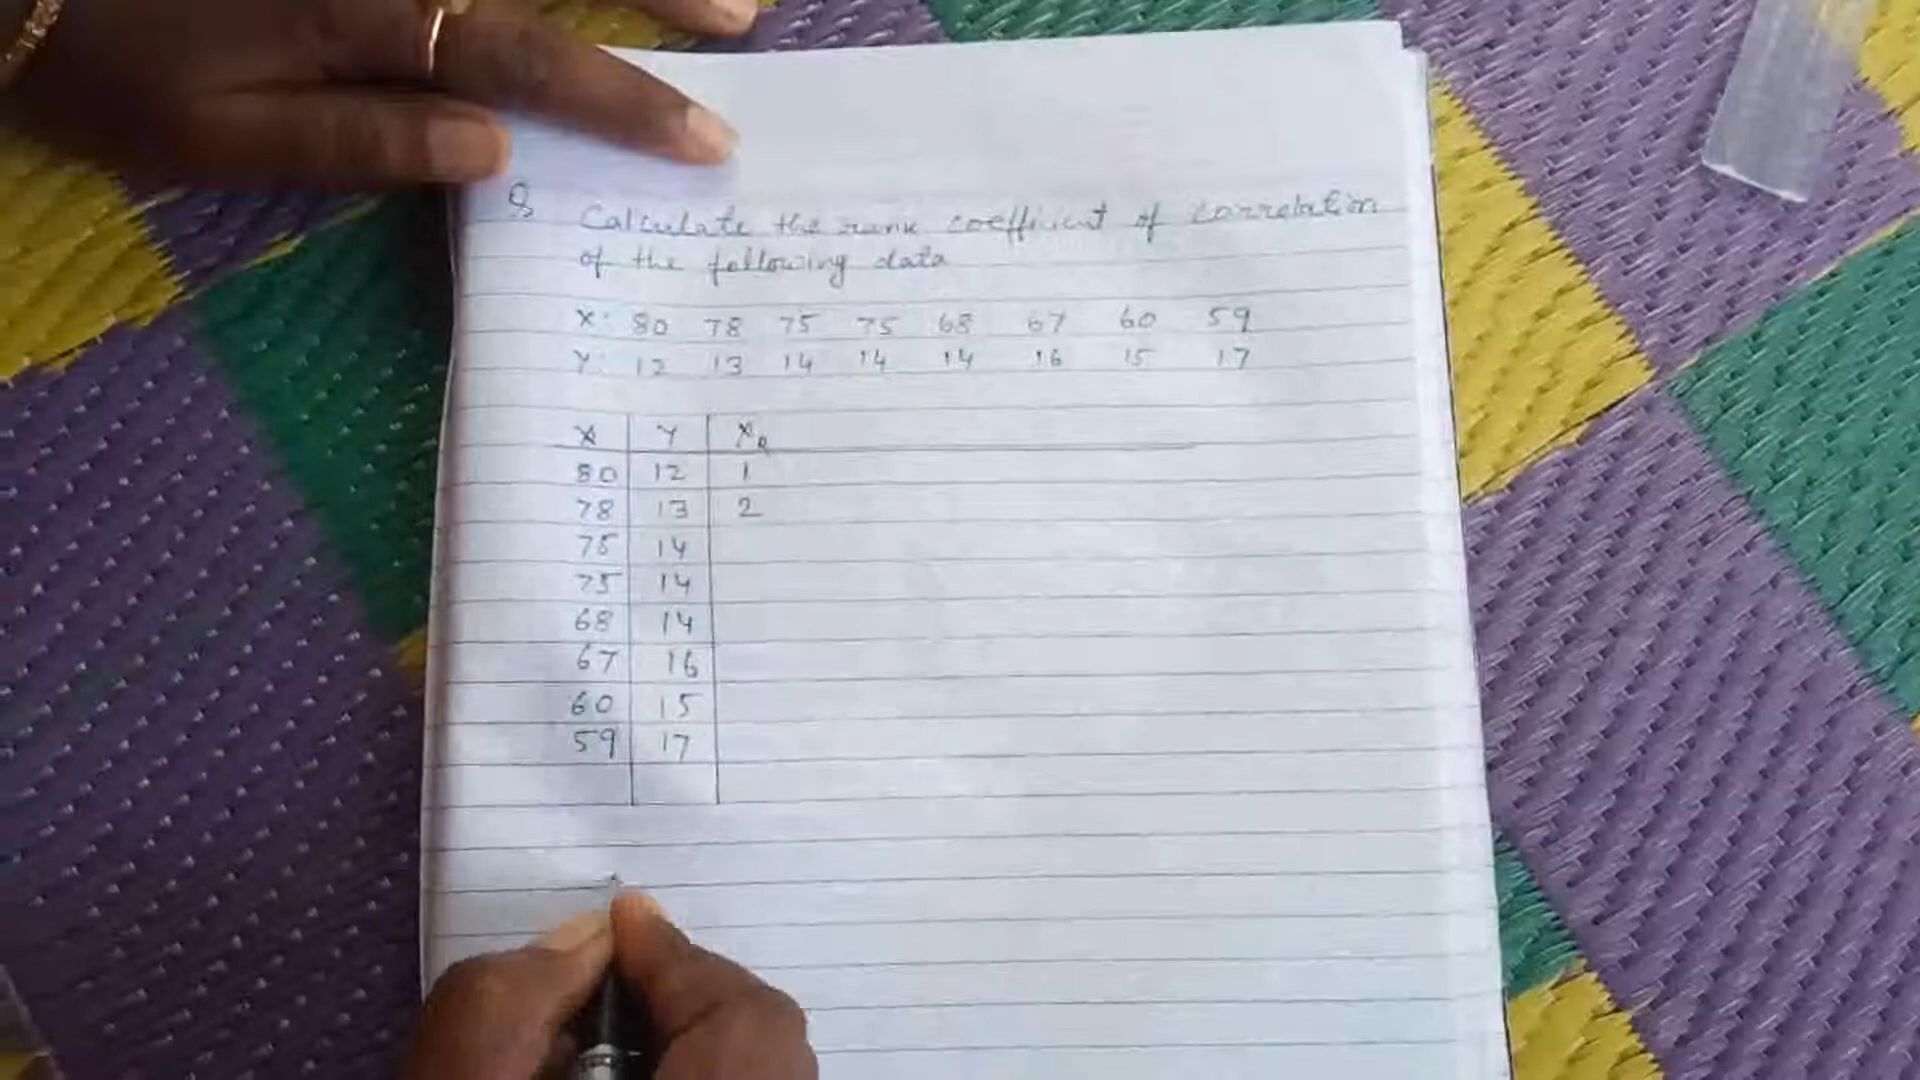 Q Calculate the rank coefficient of correlation
of the following data
X: 80 78 75 75 68 67 60 59
Y: 12 13 14 14 14 16 15 17
X Y XR
80 12 1
78 13 2
75 14
75 14
68 14
67 16
60 15
59 17